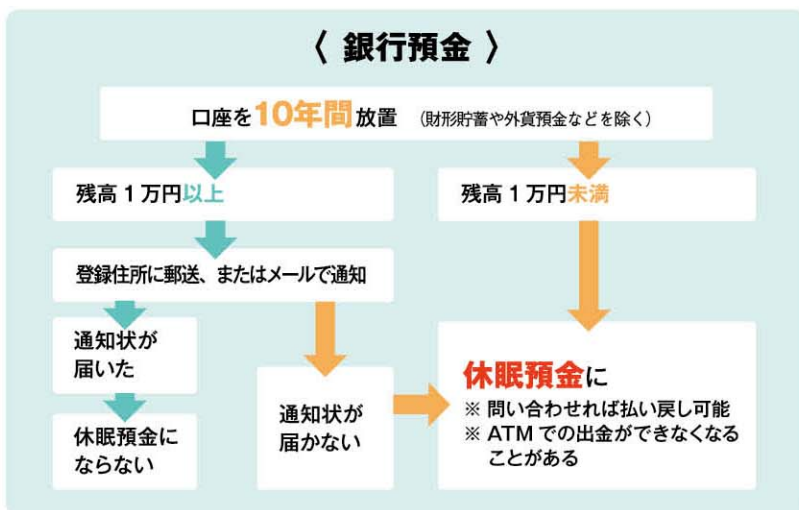 〈 銀行預金 〉
口座を10年間放置 (財形貯蓄や外貨預金などを除く)
残高1万円以上
残高1万円未満
登録住所に郵送、またはメールで通知
通知状が
届いた
休眠預金に
ならない
通知状が
届かない
休眠預金に
※ 問い合わせれば払い戻し可能
※ ATMでの出金ができなくなる
ことがある